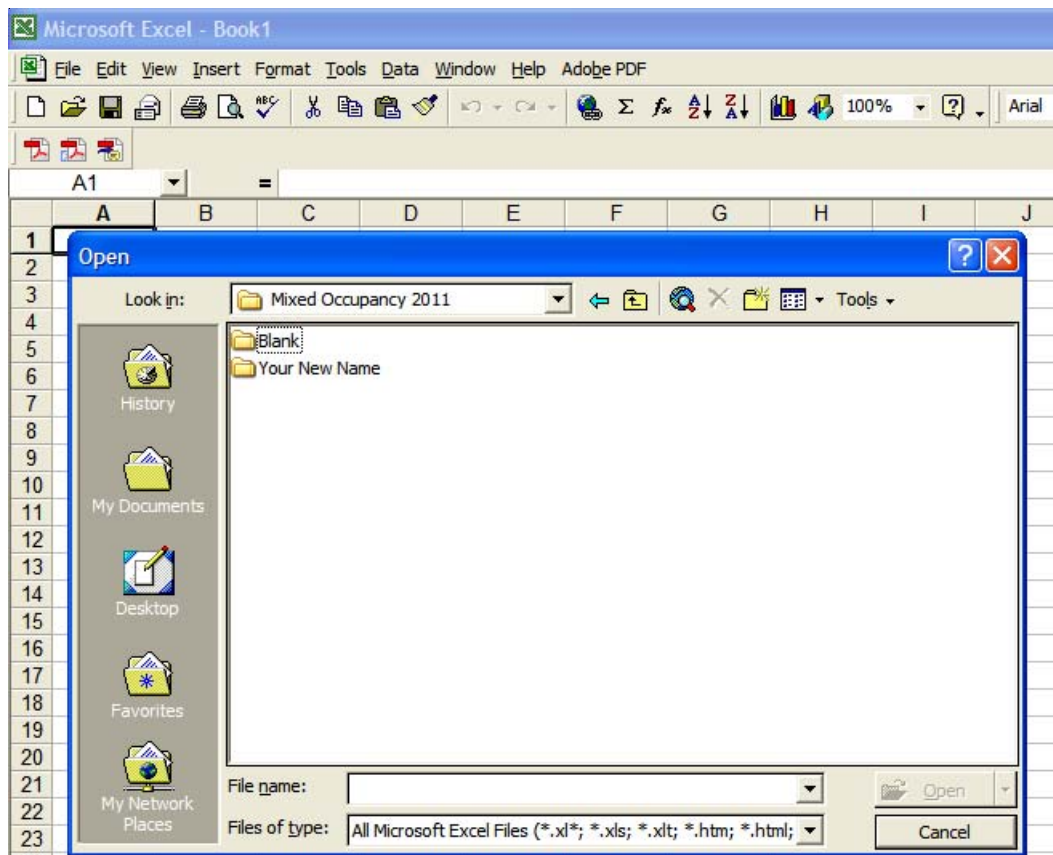 Microsoft Excel - Book1
File Edit View Insert Format Tools Data Window Help Adobe PDF
ABC Σ fx A Z Z A 100% ? Arial
A1 =
A B C D E F G H I J
1
Open ?
2
3
Look in: Mixed Occupancy 2011 Tools
4
Blank
5
Your New Name
6
7
History
8
9
10
11
My Documents
12
13
14
15
Desktop
16
17
18
Favorites
19
20
21
File name: Open
22
My Network
Places
23
Files of type: All Microsoft Excel Files (*.xl*; *.xls; *.xlt; *.htm; *.html; Cancel